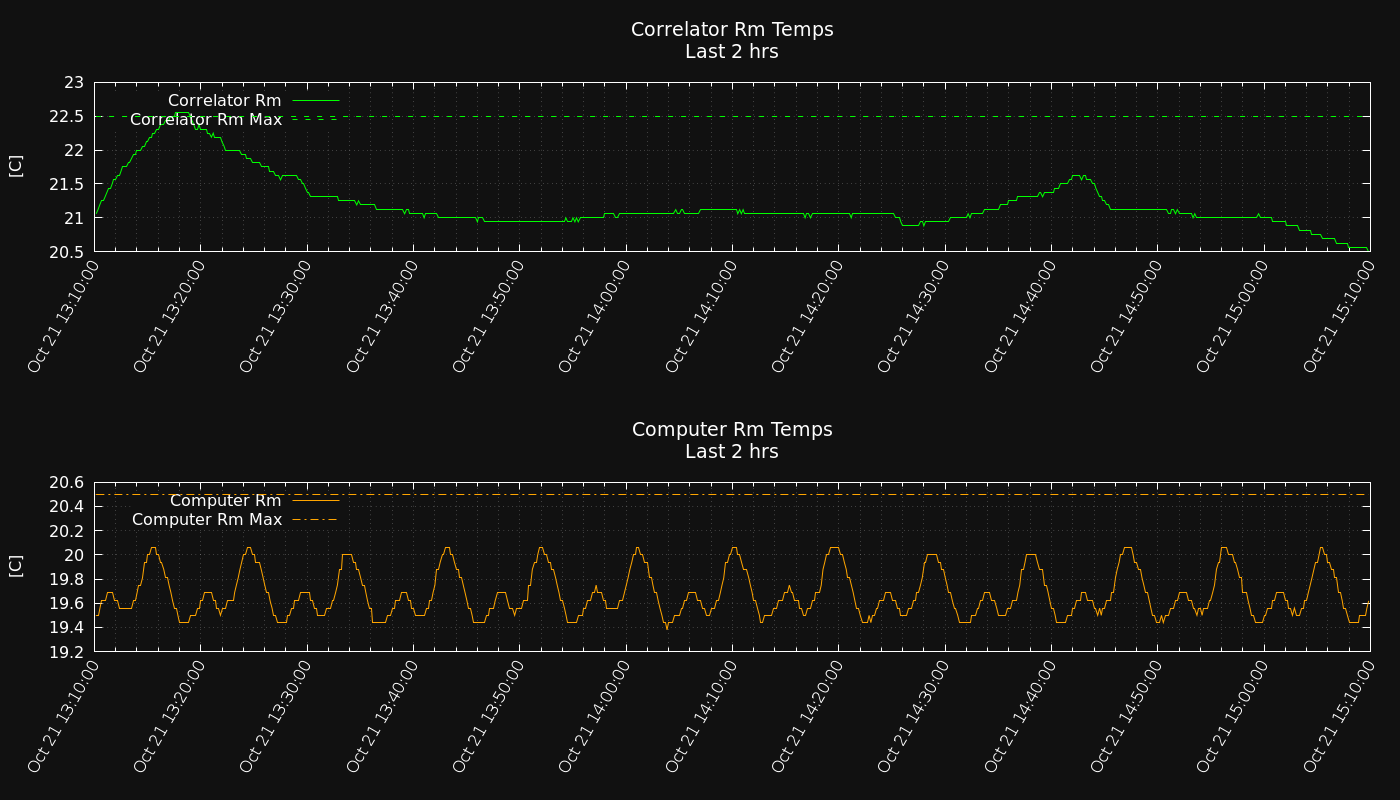 Correlator Rm Temps
Last 2 hrs
23
22.5
22
21.5
21
20.5
[C]
Correlator Rm
Correlator Rm Max
Oct 21 13:10:00
Oct 21 13:20:00
Oct 21 13:30:00
Oct 21 13:40:00
Oct 21 13:50:00
Oct 21 14:00:00
Oct 21 14:10:00
Oct 21 14:20:00
Oct 21 14:30:00
Oct 21 14:40:00
Oct 21 14:50:00
Oct 21 15:00:00
Oct 21 15:10:00
Computer Rm Temps
Last 2 hrs
20.6
20.4
20.2
20
19.8
19.6
19.4
19.2
[C]
Computer Rm
Computer Rm Max
Oct 21 13:10:00
Oct 21 13:20:00
Oct 21 13:30:00
Oct 21 13:40:00
Oct 21 13:50:00
Oct 21 14:00:00
Oct 21 14:10:00
Oct 21 14:20:00
Oct 21 14:30:00
Oct 21 14:40:00
Oct 21 14:50:00
Oct 21 15:00:00
Oct 21 15:10:00